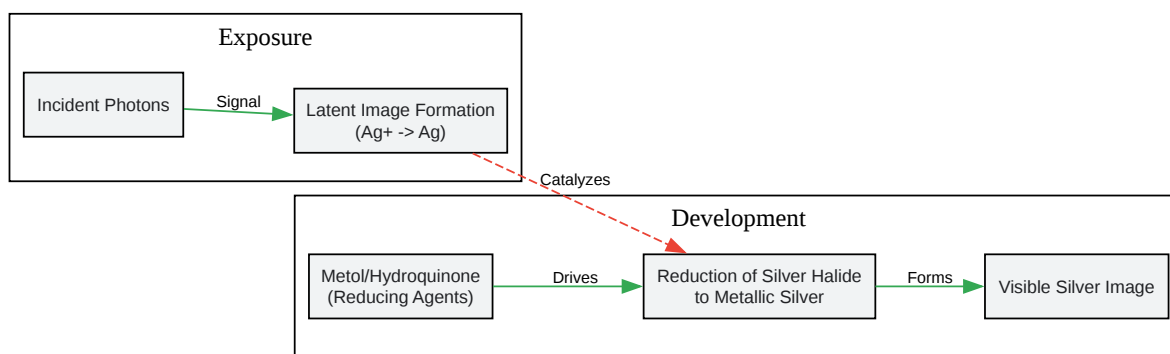 Exposure
Incident Photons
Signal
Latent Image Formation
(Ag+ -> Ag)
Catalyzes
Development
Metol/Hydroquinone
(Reducing Agents)
Drives
Reduction of Silver Halide
to Metallic Silver
Forms
Visible Silver Image